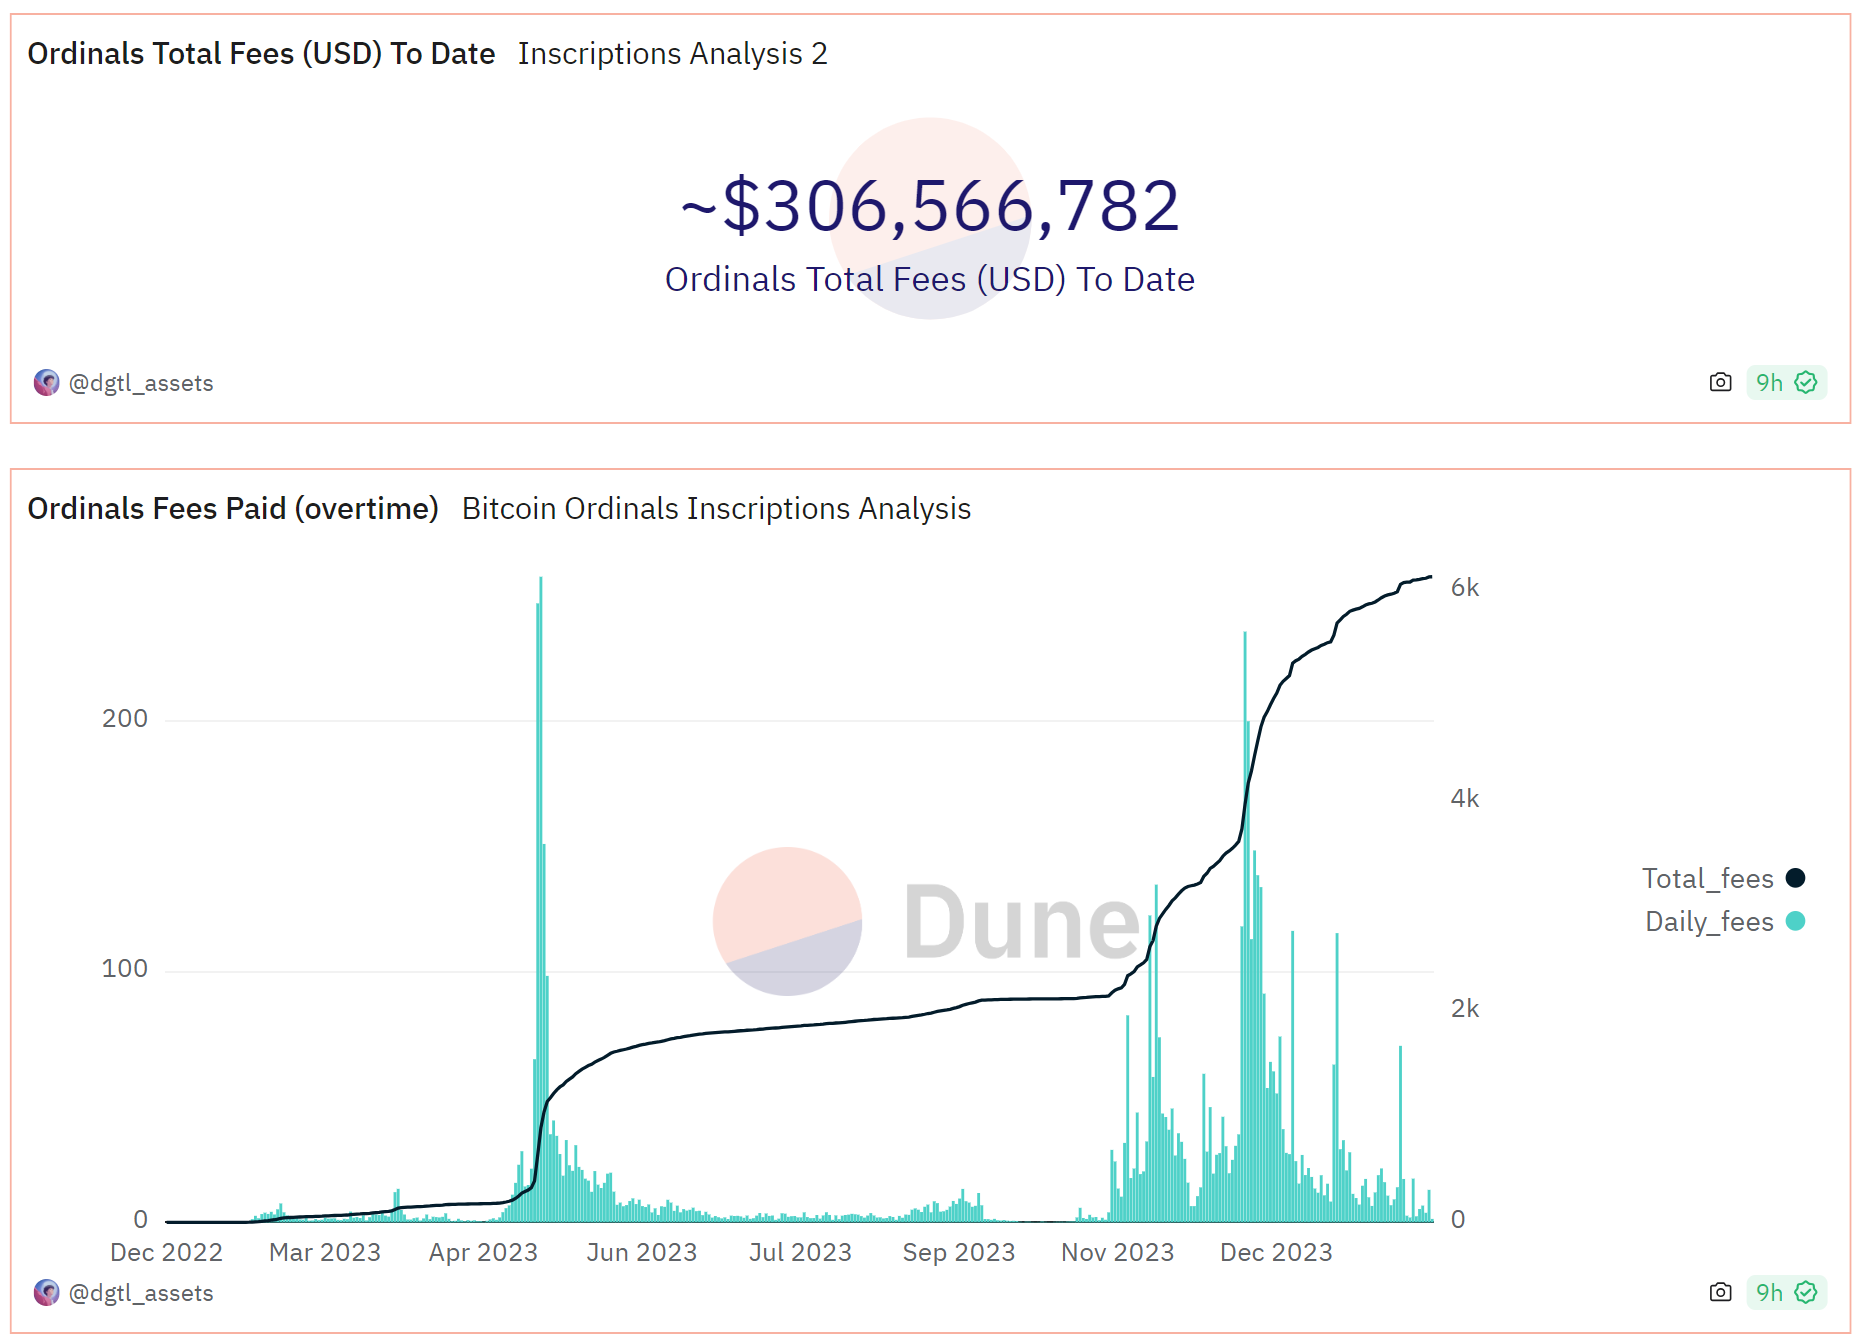 Ordinals Total Fees (USD) To Date Inscriptions Analysis 2
~$306,566,782
Ordinals Total Fees (USD) To Date
@dgtl_assets
9h
Ordinals Fees Paid (overtime) Bitcoin Ordinals Inscriptions Analysis
6k
200
4k
Total_fees
Dune
Daily_fees
100
2k
0
0
Dec 2022 Mar 2023 Apr 2023 Jun 2023 Jul 2023 Sep 2023 Nov 2023 Dec 2023
@dgtl_assets
9h